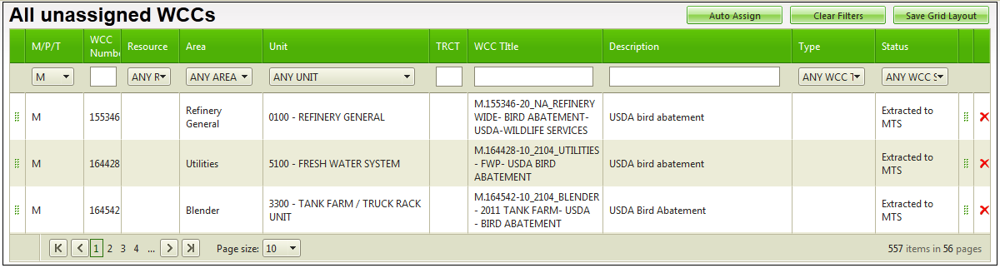 All unassigned WCCs
Auto Assign Clear Filters Save Grid Layout
M/P/T WCC Numbe Resource Area Unit TRCT WCC TItle Description Type Status
M ANY R ANY AREA ANY UNIT ANY WCC T ANY WCC S
M 155346 Refinery General 0100 - REFINERY GENERAL M.155346-20_NA_REFINERY WIDE- BIRD ABATEMENT- USDA-WILDLIFE SERVICES USDA bird abatement Extracted to MTS
M 164428 Utilities 5100 - FRESH WATER SYSTEM M.164428-10_2104_UTILITIES - FWP- USDA BIRD ABATEMENT USDA bird abatement Extracted to MTS
M 164542 Blender 3300 - TANK FARM / TRUCK RACK UNIT M.164542-10_2104_BLENDER - 2011 TANK FARM- USDA - BIRD ABATEMENT USDA Bird Abatement Extracted to MTS
1 2 3 4 ... Page size: 10 557 items in 56 pages